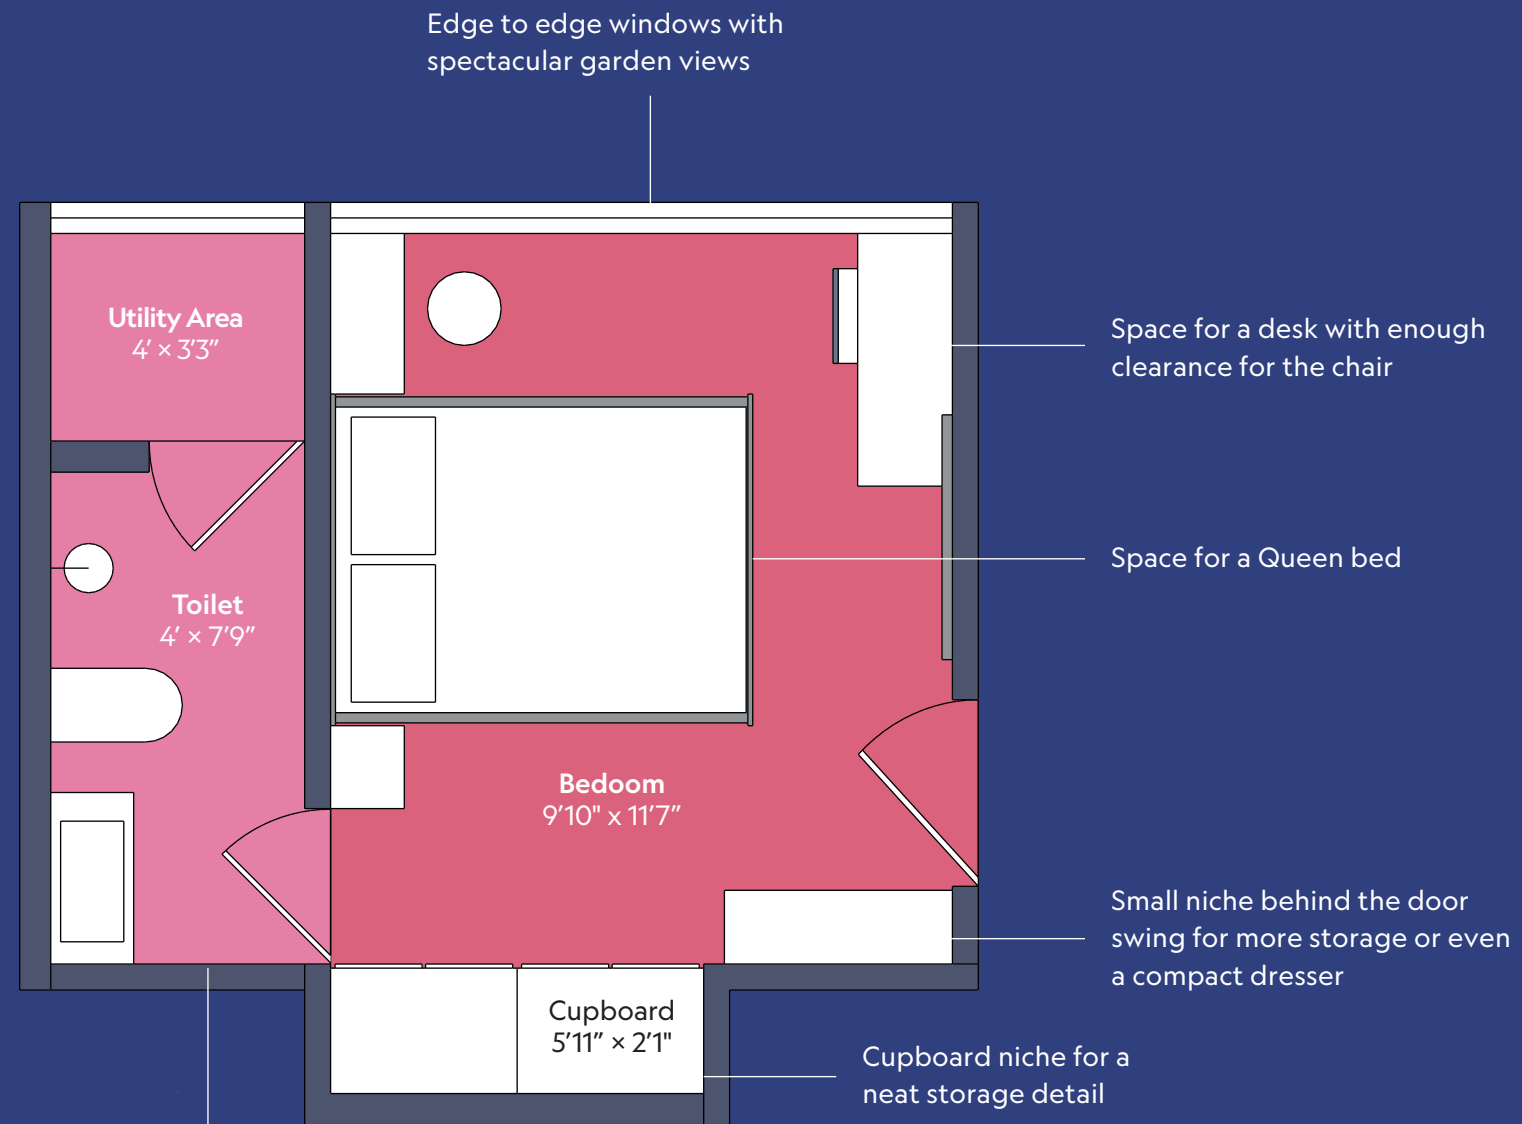 Edge to edge windows with
spectacular garden views
Utility Area
4′ × 3′3″
Space for a desk with enough
clearance for the chair
Space for a Queen bed
Toilet
4′ × 7′9″
Bedoom
9′10" x 11′7″
Small niche behind the door
swing for more storage or even
a compact dresser
Cupboard
5′11″ × 2′1"
Cupboard niche for a
neat storage detail